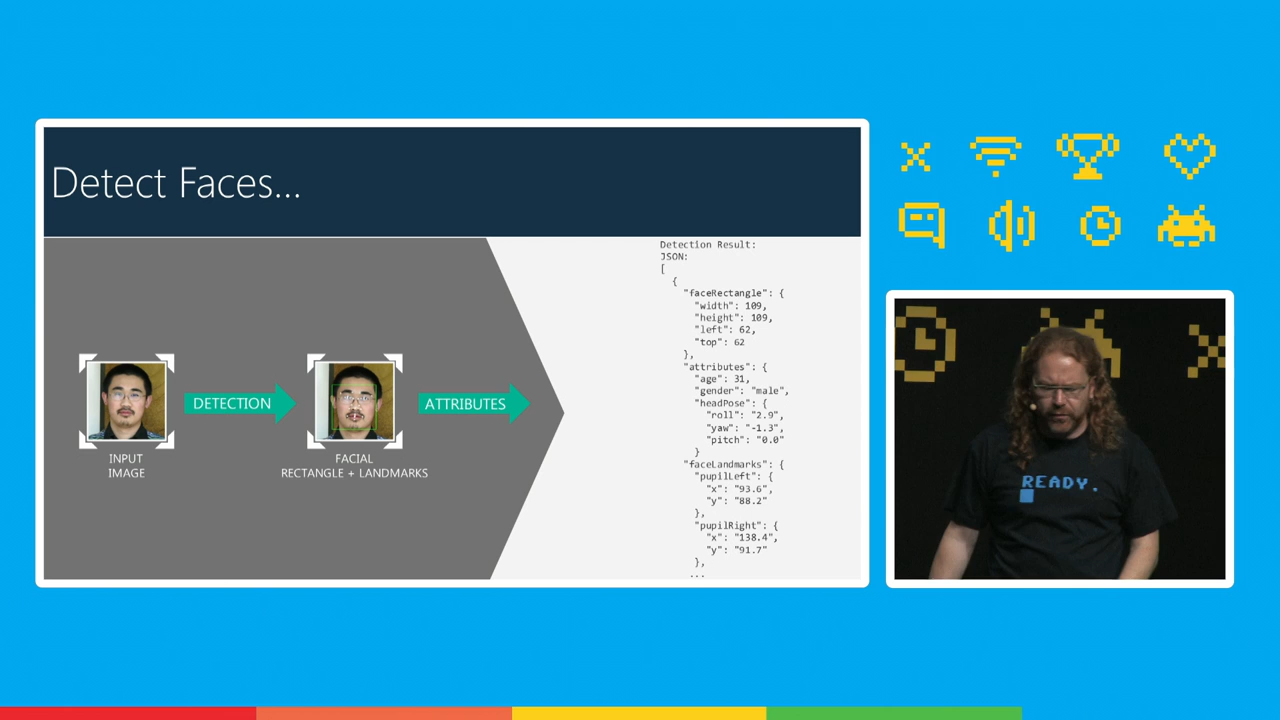 Detect Faces...
INPUT
IMAGE
DETECTION
FACIAL
RECTANGLE + LANDMARKS
ATTRIBUTES
Detection Result:
JSON:
[
{
"faceRectangle": {
"width": 109,
"height": 109,
"left": 62,
"top": 62
},
"attributes": {
"age": 31,
"gender": "male",
"headPose": {
"roll": "2.9",
"yaw": "-1.3",
"pitch": "0.0"
}
"faceLandmarks": {
"pupilLeft": {
"x": "93.6",
"y": "88.2"
},
"pupilRight": {
"x": "138.4",
"y": "91.7"
},
...
READY.